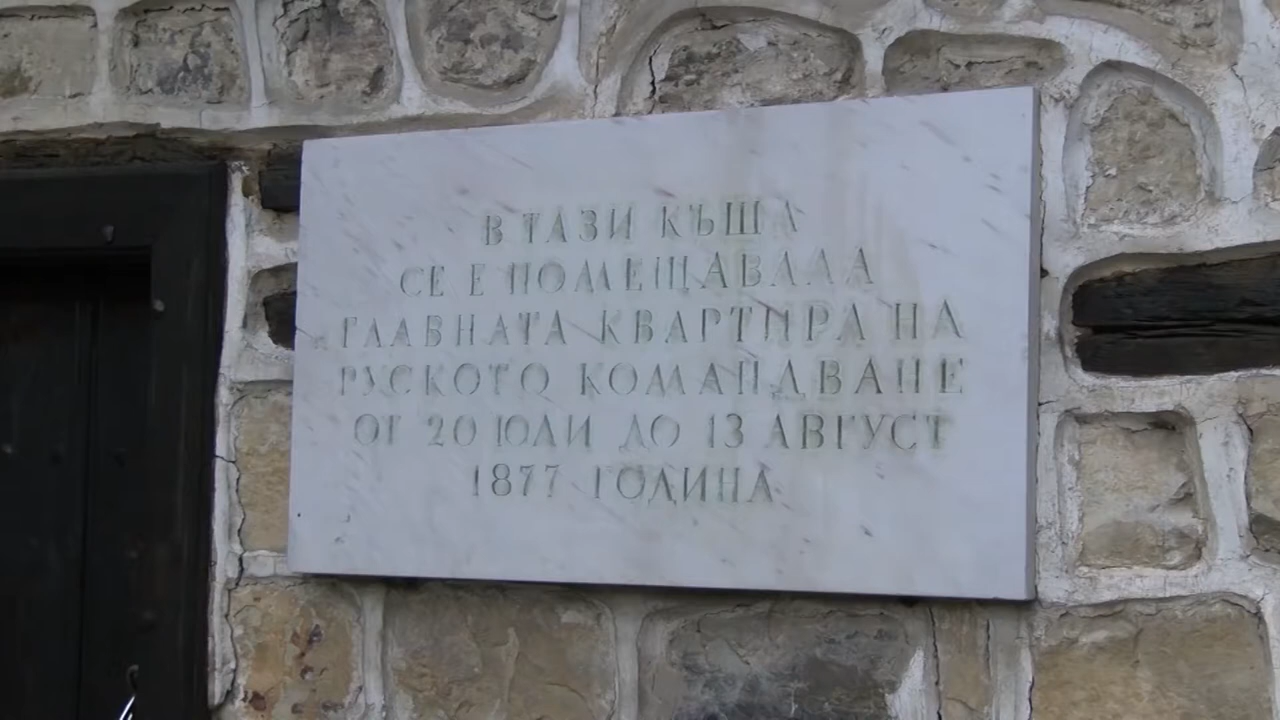 В ТАЗИ КЪЩА
СЕ Е ПОМЕЩАВАЛА
ГЛАВНАТА КВАРТИРА НА
РУСКОТО КОМАНДВАНЕ
ОТ 20 ЮЛИ ДО 13 АВГУСТ
1877 ГОДИНА